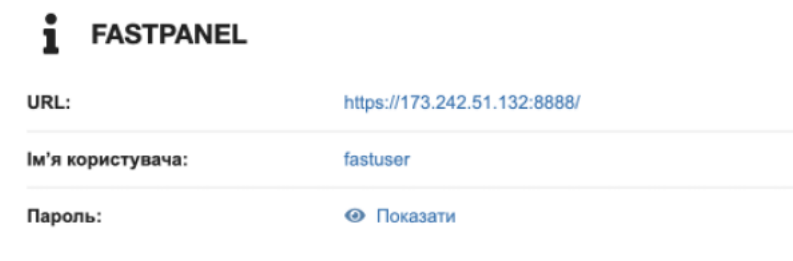 FASTPANEL
URL: https://173.242.51.132:8888/
Ім’я користувача: fastuser
Пароль: Показати